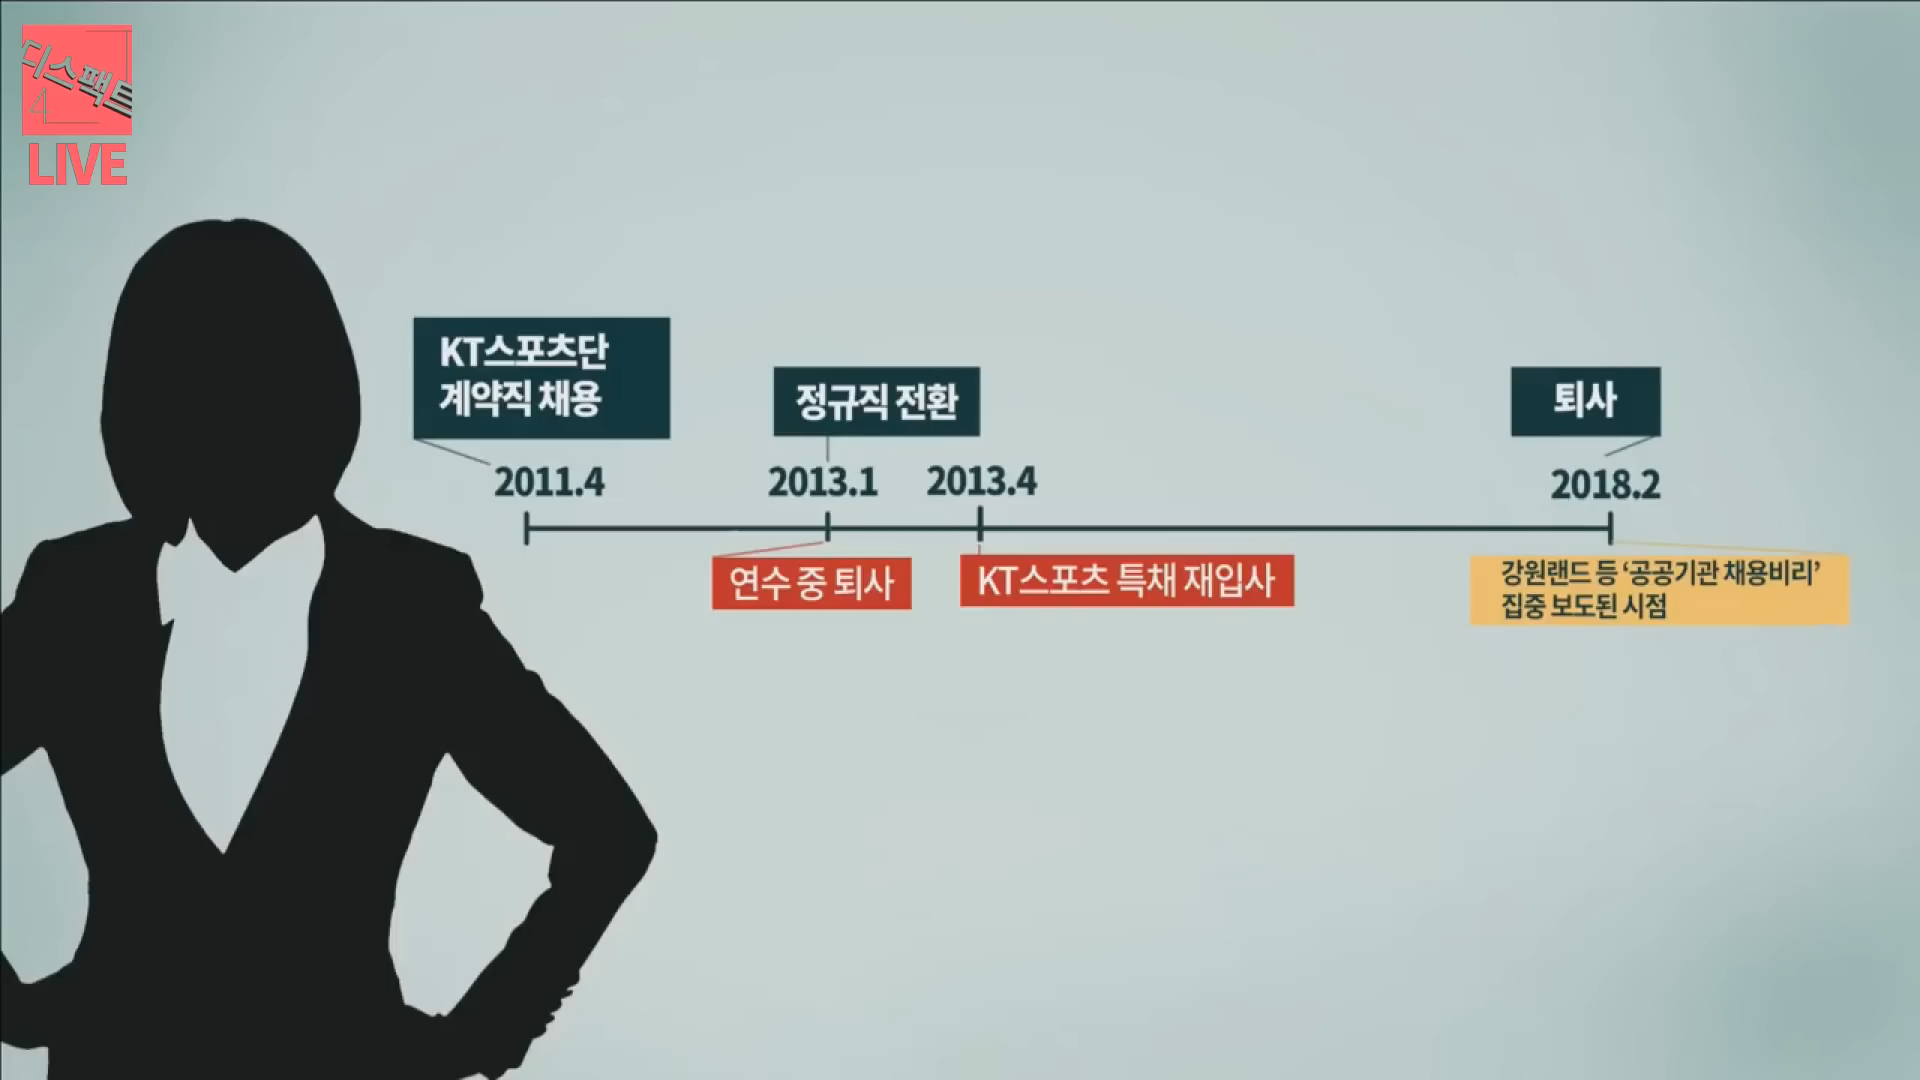 디스팩트
LIVE
KT스포츠단
계약직 채용
정규직 전환
퇴사
2011.4
2013.1
2013.4
2018.2
연수 중 퇴사
KT스포츠 특채 재입사
강원랜드 등 ‘공공기관 채용비리’
집중 보도된 시점